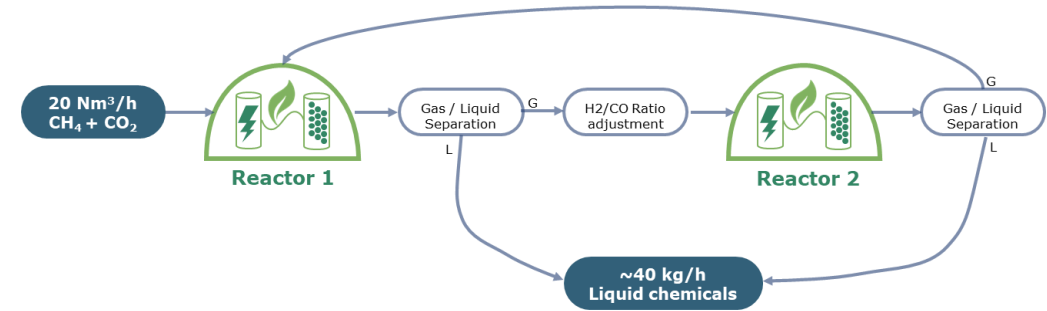 20 Nm³/h
CH₄ + CO₂
Reactor 1
Gas / Liquid
Separation
G
L
H2/CO Ratio
adjustment
Reactor 2
Gas / Liquid
Separation
G
L
~40 kg/h
Liquid chemicals